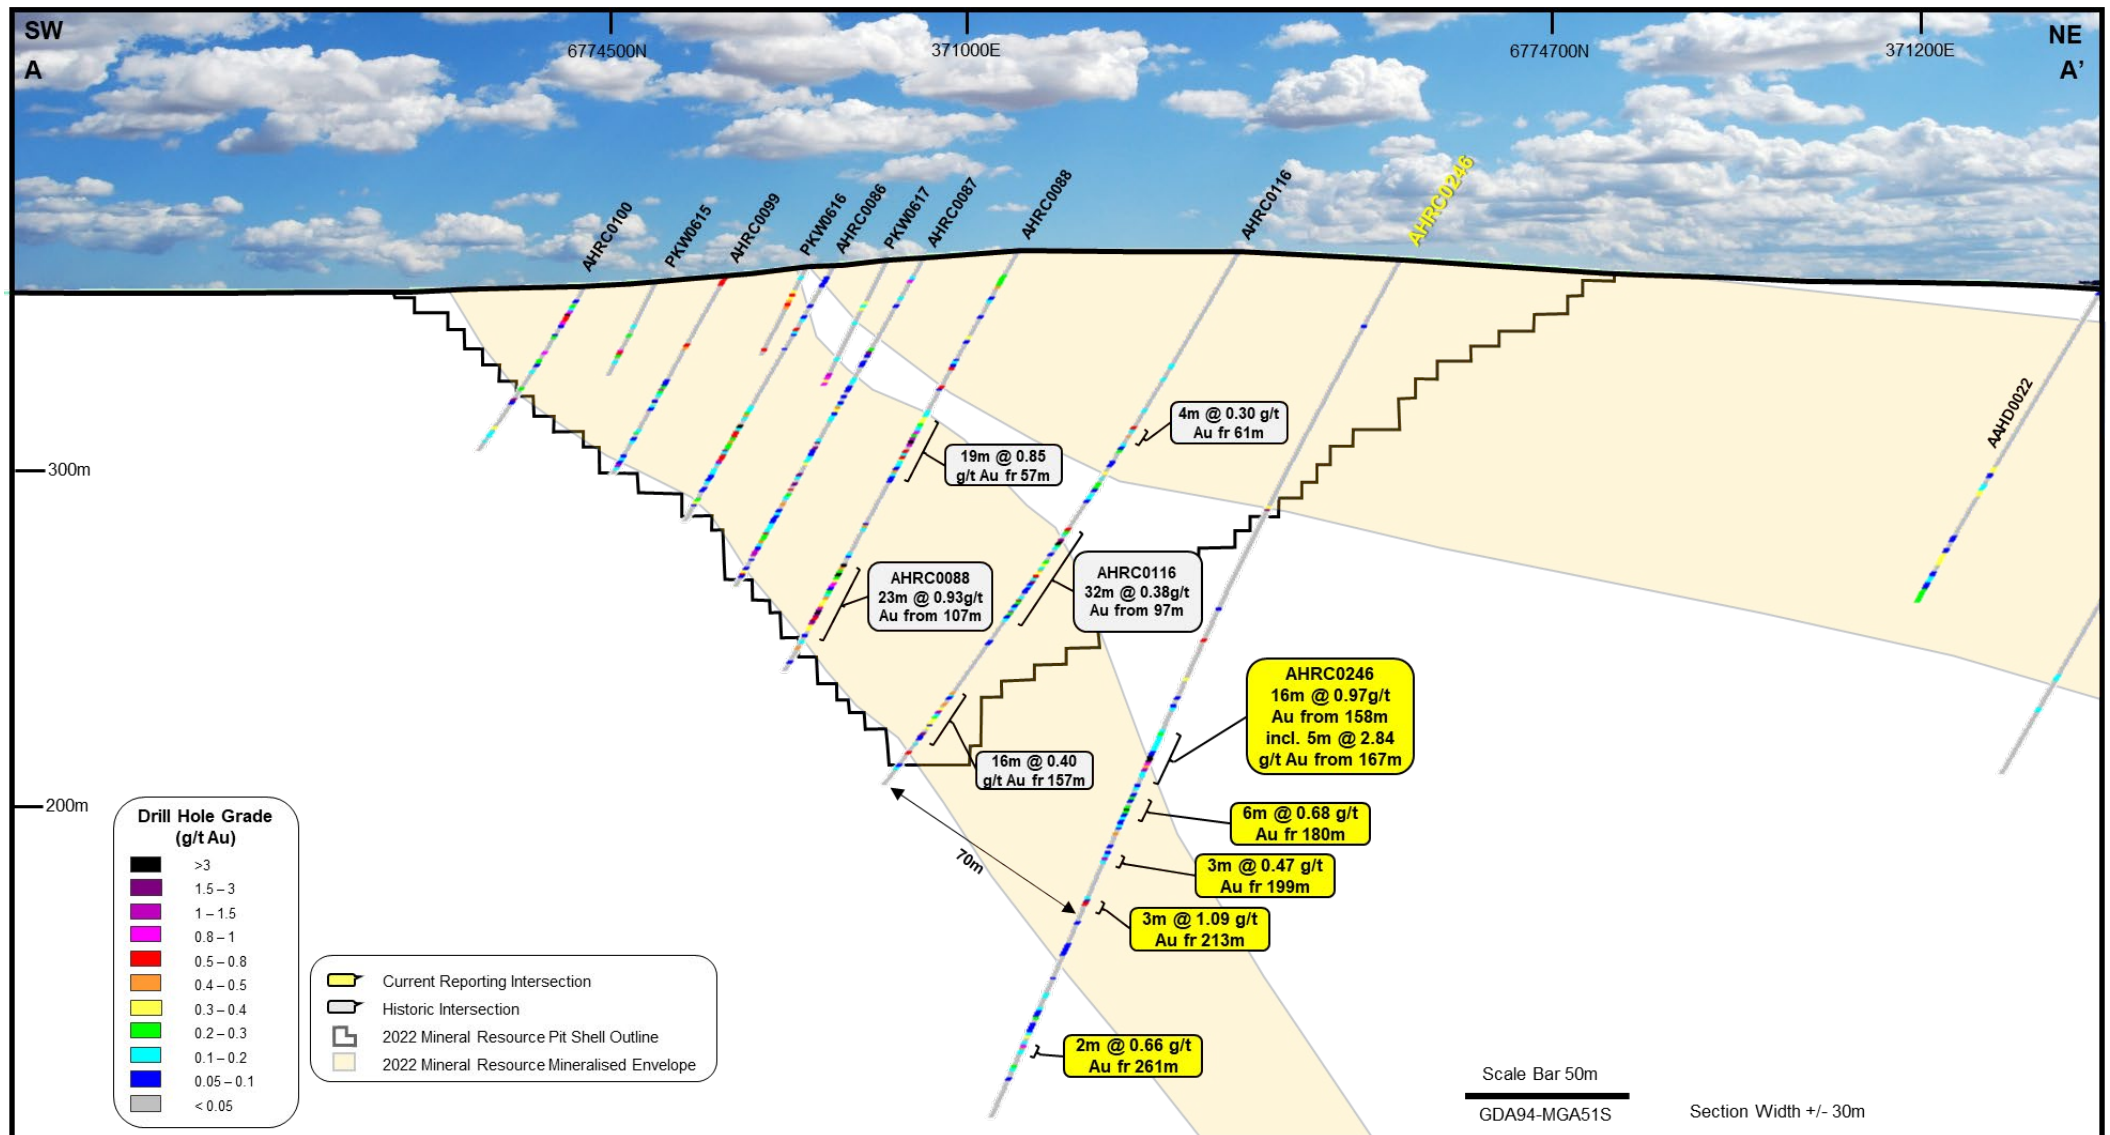 SW
A
6774500N
371000E
6774700N
371200E
NE
A’
AHRC0100
PKW0615
AHRC0099
PKW0616
AHRC0086
PKW0617
AHRC0087
AHRC0088
AHRC0116
AHRC0246
AAHD0022
300m
200m
4m @ 0.30 g/t
Au fr 61m
19m @ 0.85
g/t Au fr 57m
AHRC0088
23m @ 0.93g/t
Au from 107m
AHRC0116
32m @ 0.38g/t
Au from 97m
16m @ 0.40
g/t Au fr 157m
AHRC0246
16m @ 0.97g/t
Au from 158m
incl. 5m @ 2.84
g/t Au from 167m
6m @ 0.68 g/t
Au fr 180m
3m @ 0.47 g/t
Au fr 199m
3m @ 1.09 g/t
Au fr 213m
2m @ 0.66 g/t
Au fr 261m
70m
Drill Hole Grade
(g/t Au)
>3
1.5 – 3
1 – 1.5
0.8 – 1
0.5 – 0.8
0.4 – 0.5
0.3 – 0.4
0.2 – 0.3
0.1 – 0.2
0.05 – 0.1
< 0.05
Current Reporting Intersection
Historic Intersection
2022 Mineral Resource Pit Shell Outline
2022 Mineral Resource Mineralised Envelope
Scale Bar 50m
GDA94-MGA51S
Section Width +/- 30m